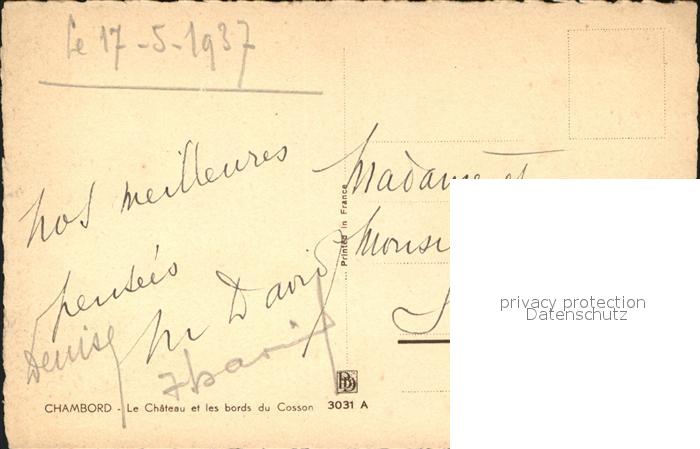 Le 17-5-1937
Nos meilleures
pensées
M David
Denise
Madame et
Monsi
Printed in France
privacy protection
Datenschutz
CHAMBORD - Le Château et les bords du Cosson 3031 A